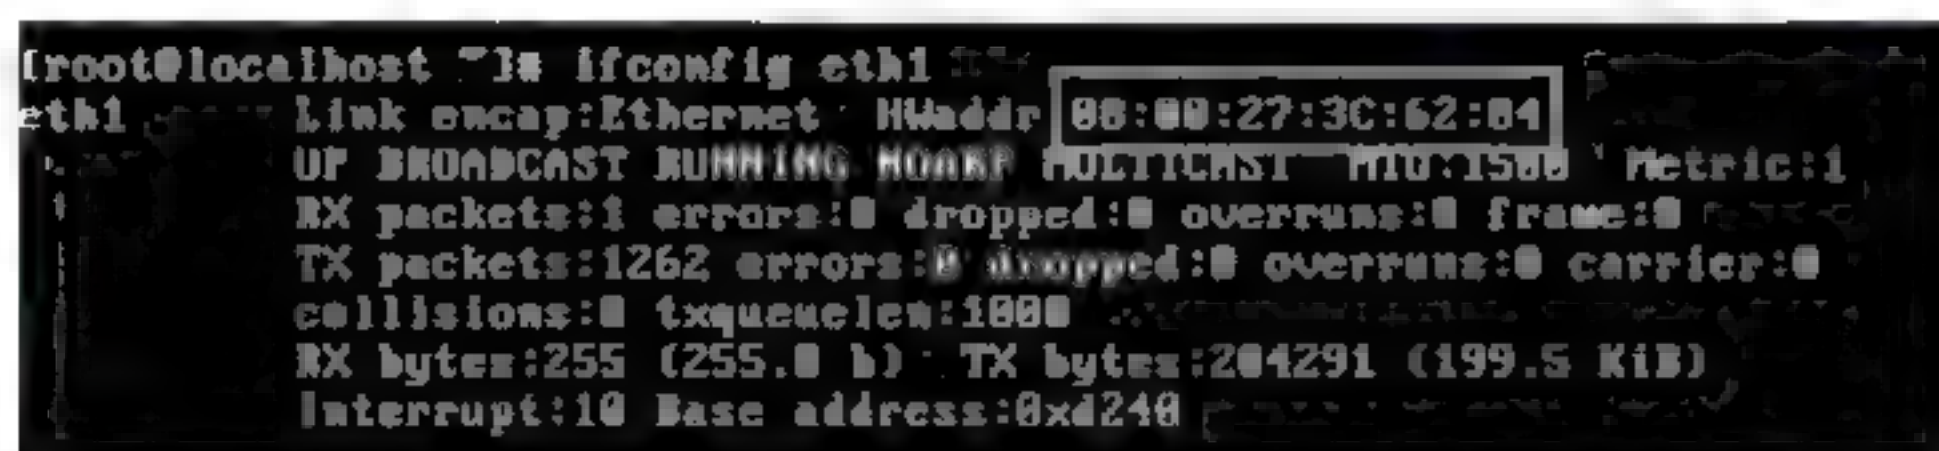 [root@localhost ~]# ifconfig eth1
eth1 Link encap:Ethernet HWaddr 08:00:27:3C:62:84
UP BROADCAST RUNNING NOARP MULTICAST MTU:1500 Metric:1
RX packets:1 errors:0 dropped:0 overruns:0 frame:0
TX packets:1262 errors:0 dropped:0 overruns:0 carrier:0
collisions:0 txqueuelen:1000
RX bytes:255 (255.0 b) TX bytes:204291 (199.5 KiB)
Interrupt:10 Base address:0xd240